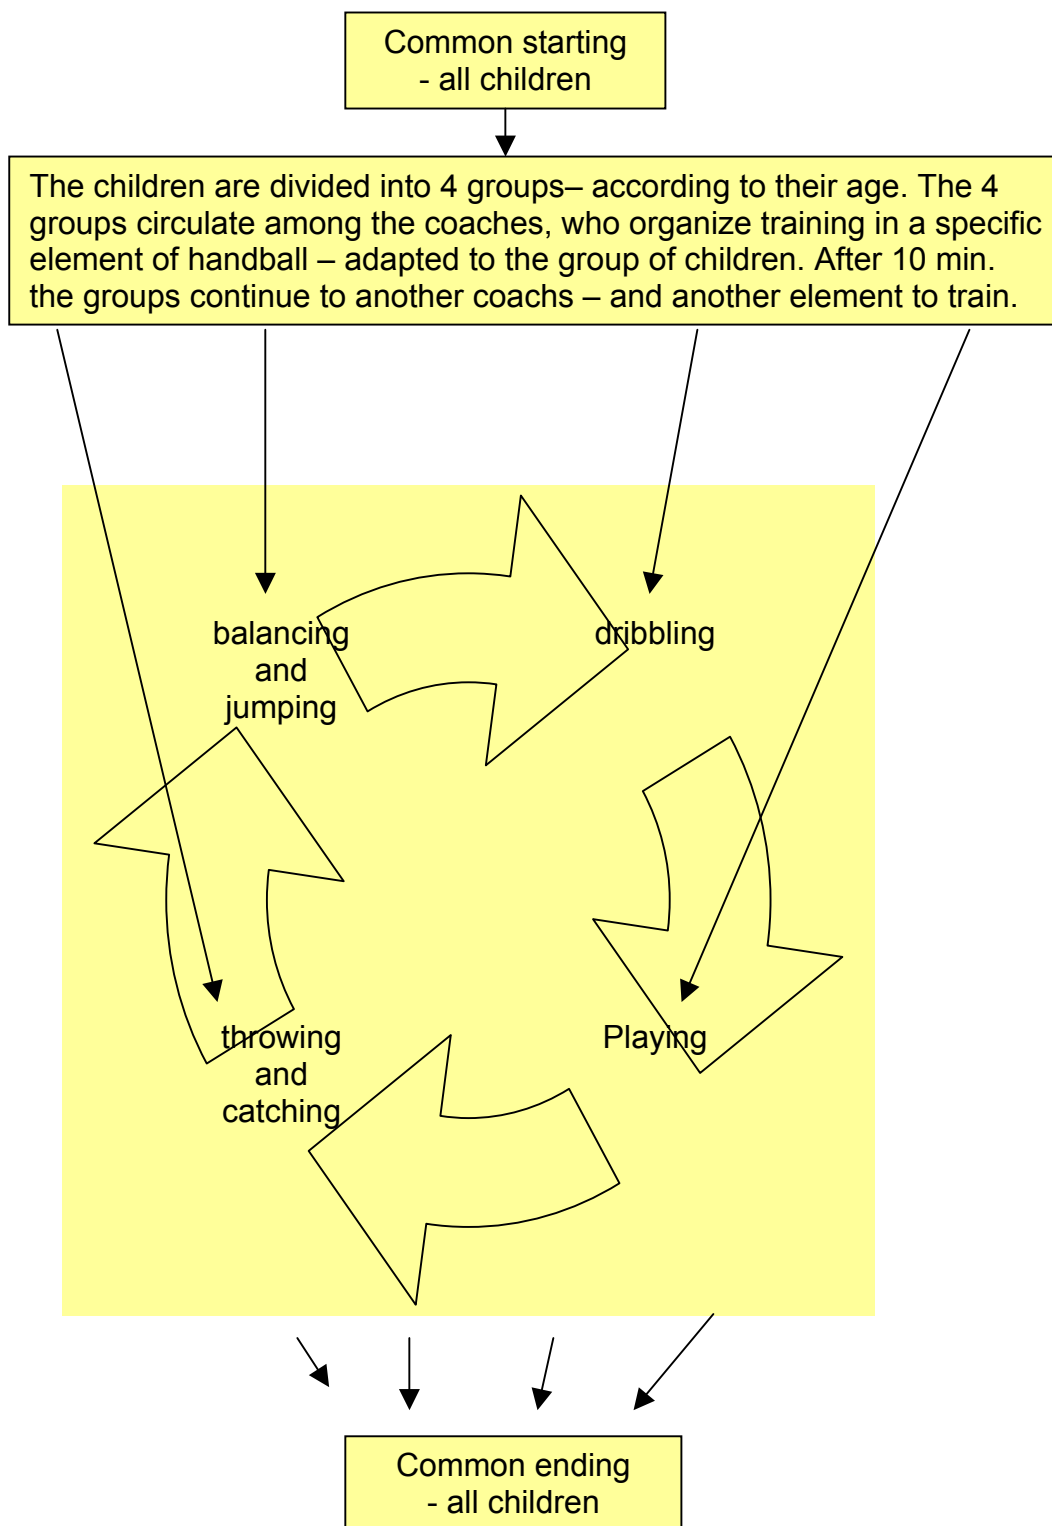 Common starting
- all children
The children are divided into 4 groups– according to their age. The 4
groups circulate among the coaches, who organize training in a specific
element of handball – adapted to the group of children. After 10 min.
the groups continue to another coachs – and another element to train.
balancing
and
jumping
dribbling
throwing
and
catching
Playing
Common ending
- all children